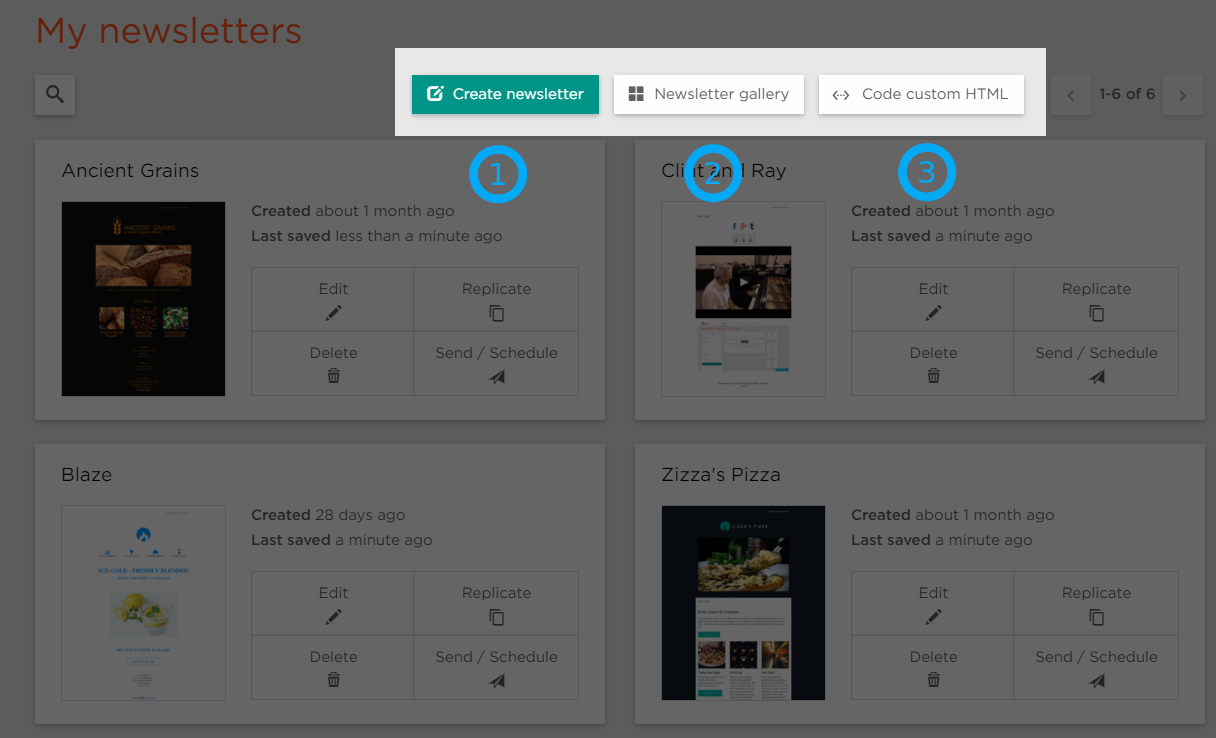 My newsletters
Create newsletter
Newsletter gallery
Code custom HTML
1-6 of 6
1
2
3
Ancient Grains
Created about 1 month ago
Last saved less than a minute ago
ANCIENT GRAINS
Edit
Replicate
Delete
Send / Schedule
Clint and Ray
Created about 1 month ago
Last saved a minute ago
Edit
Replicate
Delete
Send / Schedule
Blaze
Created 28 days ago
Last saved a minute ago
ICE-COLD - FRESHLY BLENDED
Edit
Replicate
Delete
Send / Schedule
Zizza's Pizza
Created about 1 month ago
Last saved a minute ago
ZIZZA'S PIZZA
Edit
Replicate
Delete
Send / Schedule